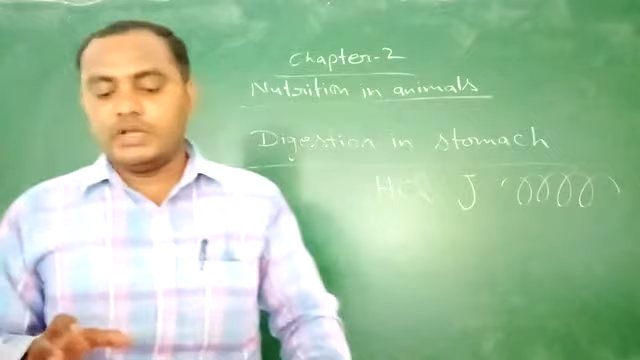 Chapter-2
Nutrition in animals
Digestion in stomach
HCl J